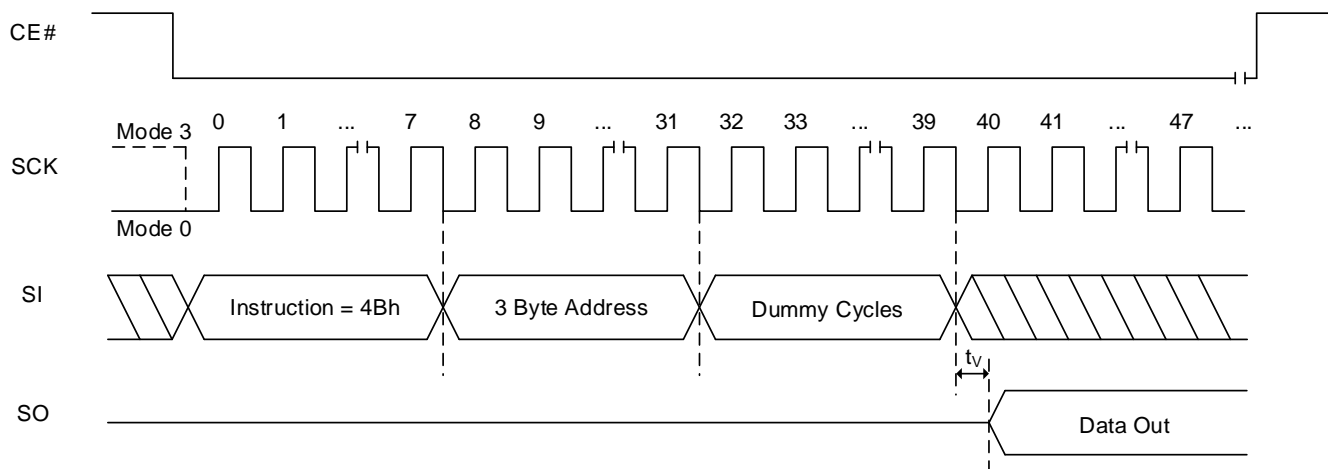 CE#
Mode 3 0 1 ... 7 8 9 ... 31 32 33 ... 39 40 41 ... 47 ...
SCK
Mode 0
SI Instruction = 4Bh 3 Byte Address Dummy Cycles
tV
SO Data Out